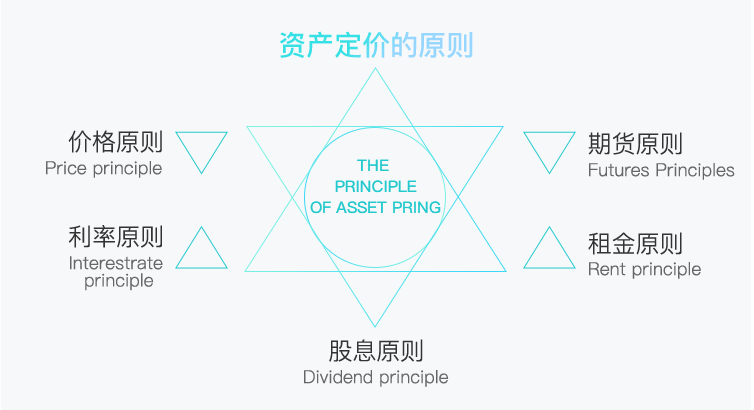 资产定价的原则
价格原则
Price principle
期货原则
Futures Principles
THE
PRINCIPLE
OF ASSET PRING
利率原则
Interestrate
principle
租金原则
Rent principle
股息原则
Dividend principle